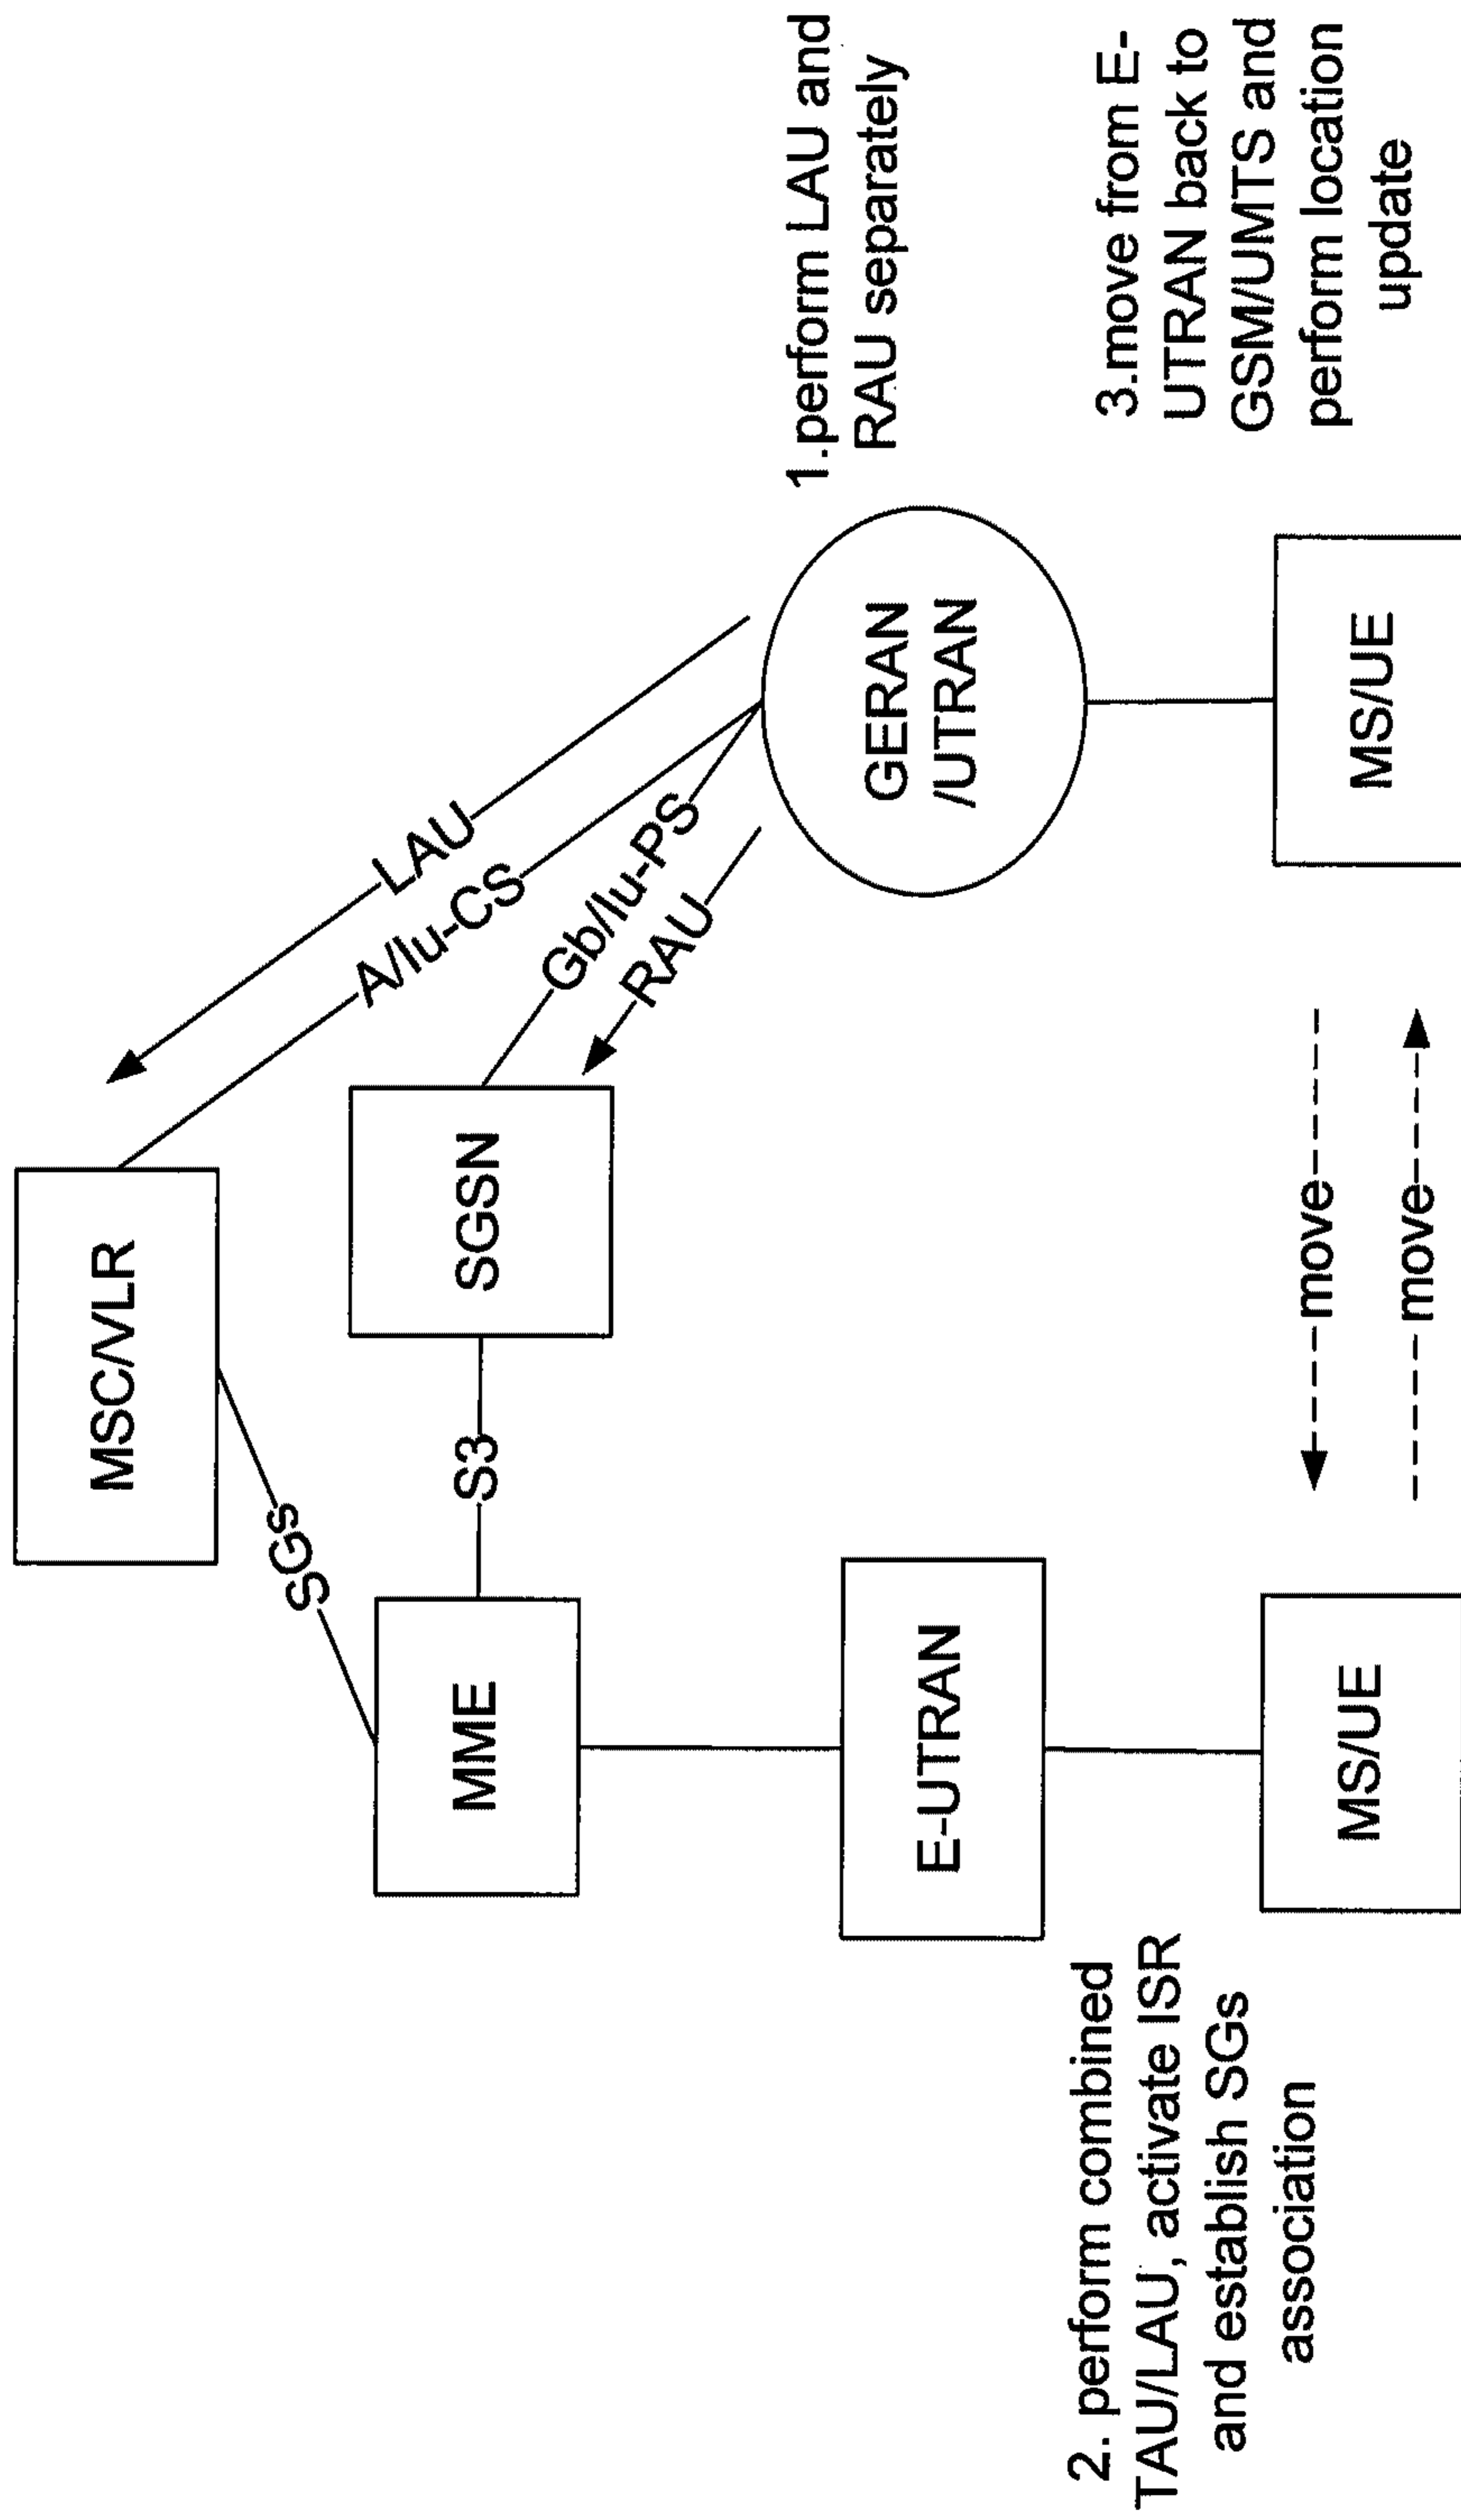 MSC/VLR
SGs
LAU
A/Iu-CS
MME
S3
SGSN
Gb/Iu-PS
RAU
1.perform LAU and
RAU separately
E-UTRAN
GERAN
/UTRAN
2. perform combined
TAU/LAU, activate ISR
and establish SGs
association
3.move from E-
UTRAN back to
GSM/UMTS and
perform location
update
MS/UE
move
move
MS/UE